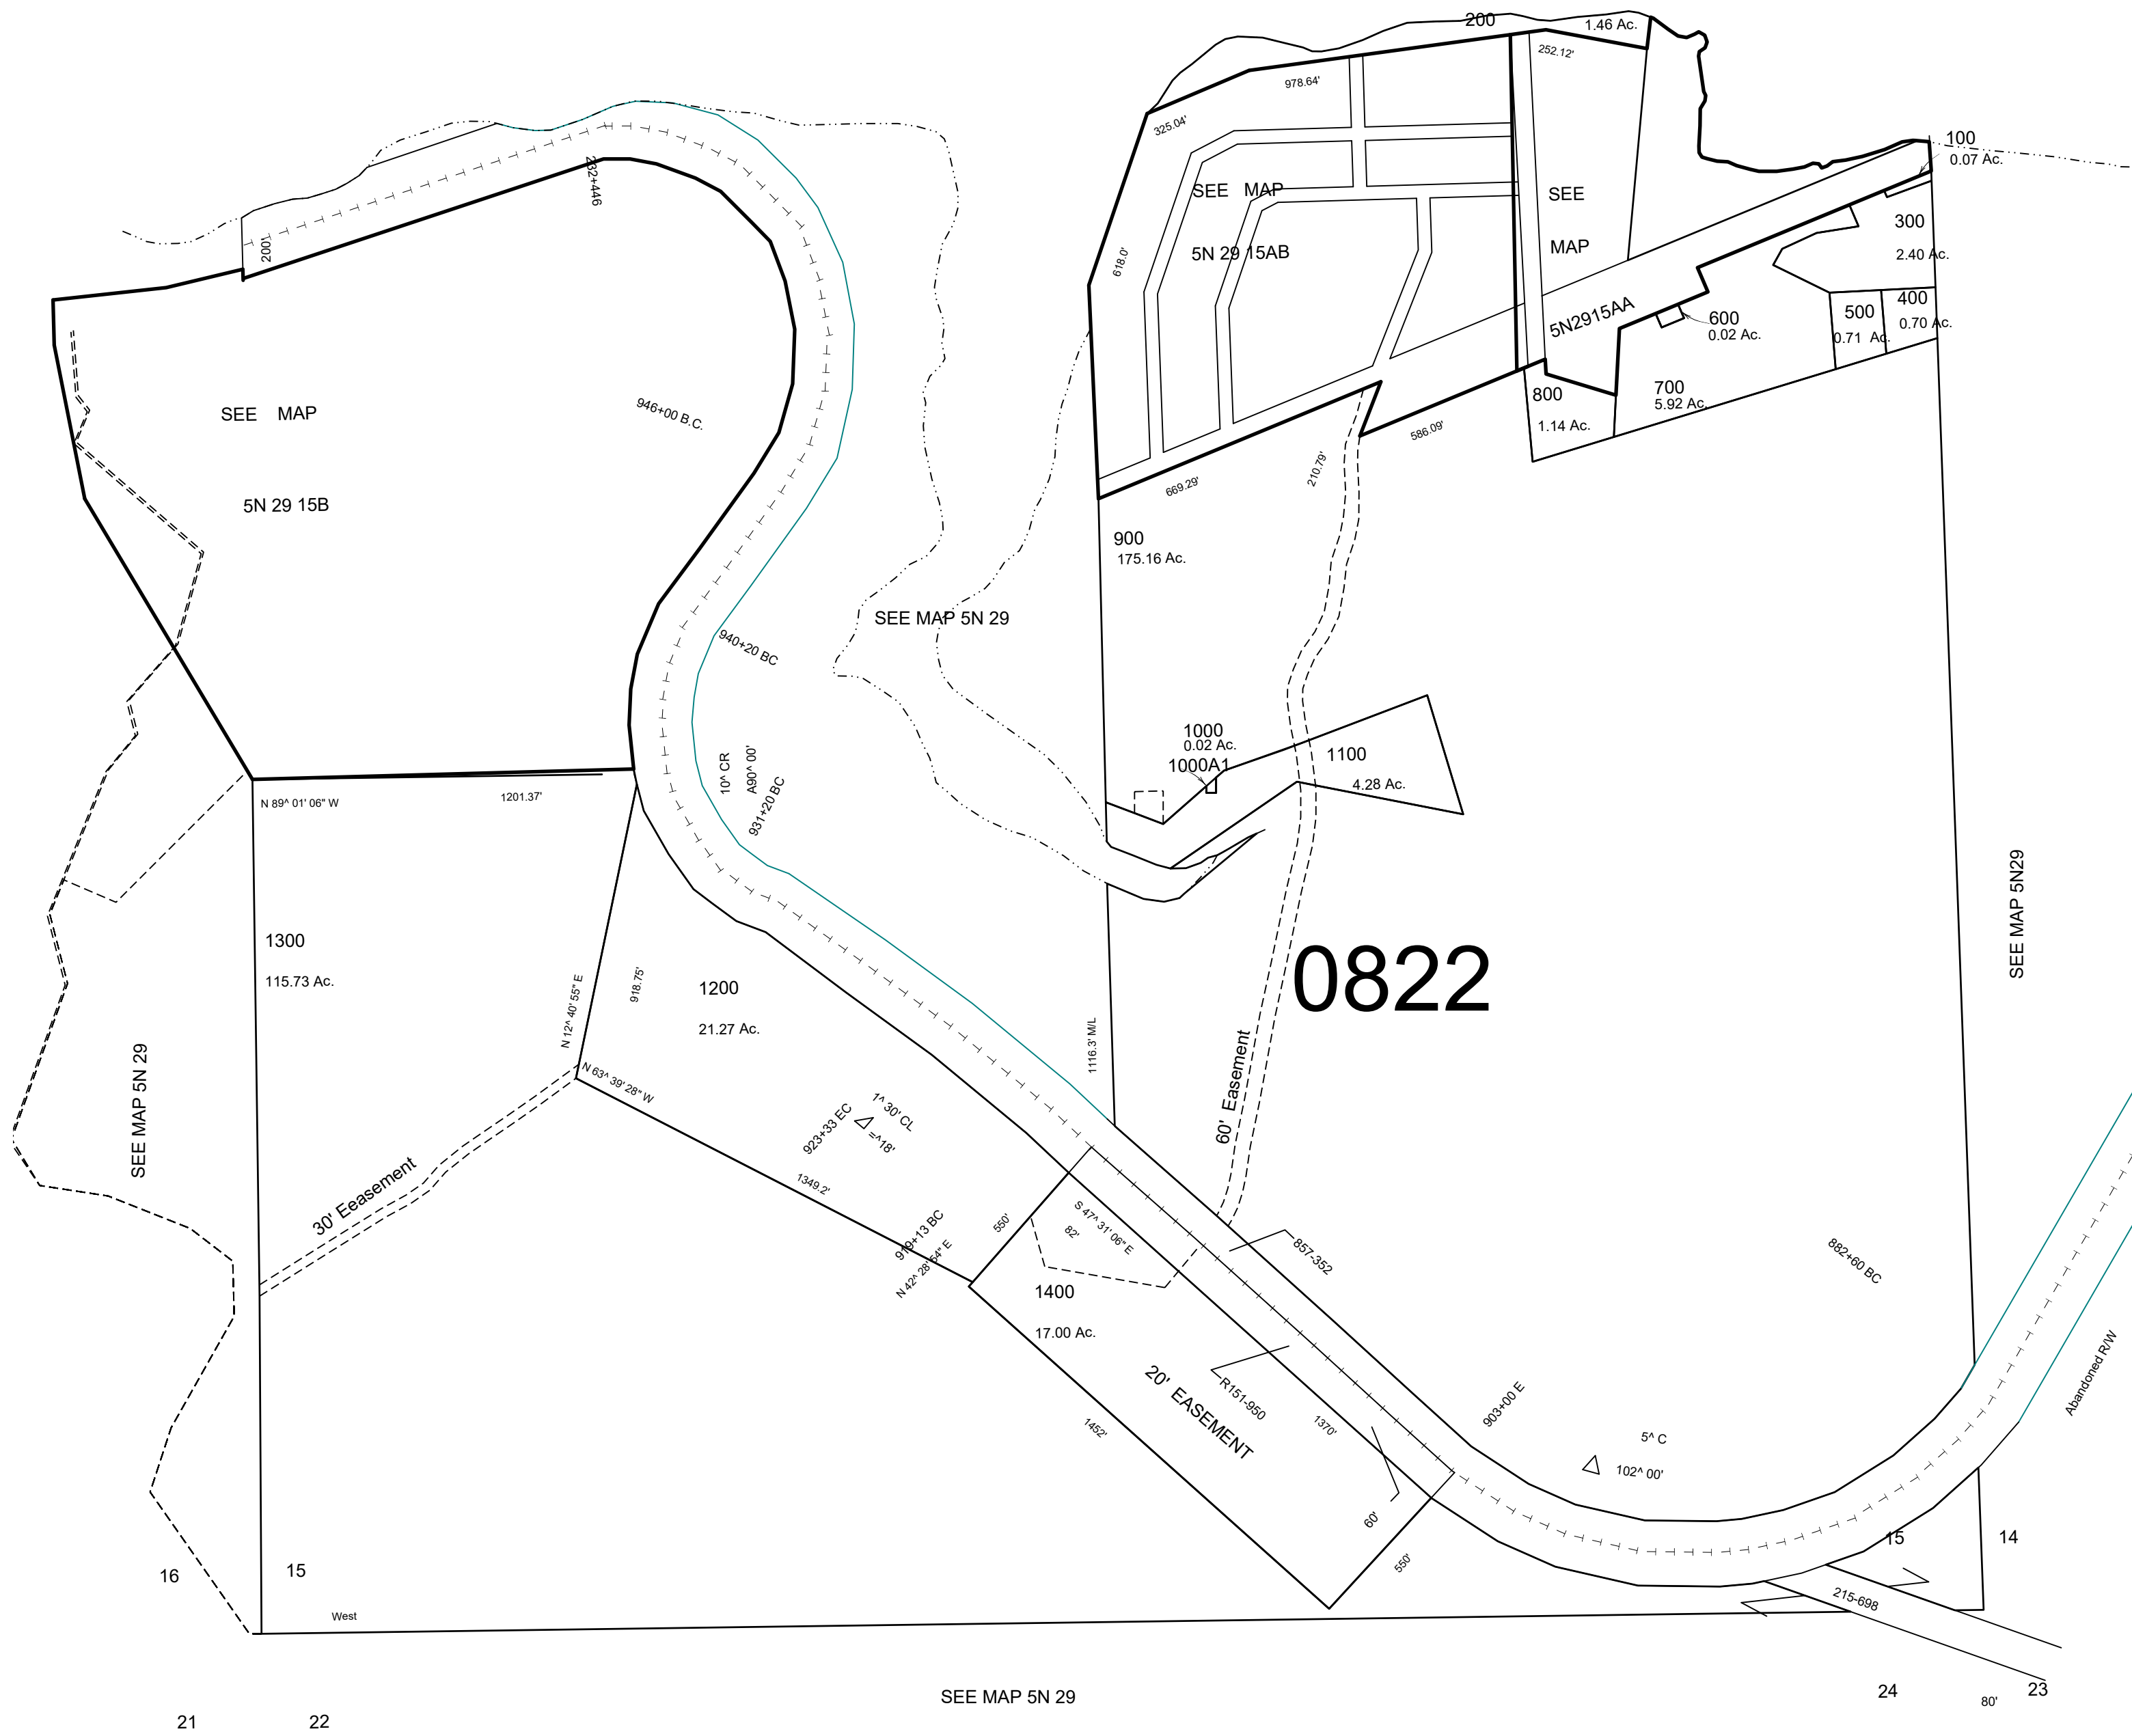 200
1.46 Ac.
252.12'
978.64'
325.04'
100
0.07 Ac.
232+446
200'
SEE MAP
5N 29 15AB
618.0'
SEE
MAP
5N2915AA
300
2.40 Ac.
400
0.70 Ac.
500
0.71 Ac.
600
0.02 Ac.
700
5.92 Ac.
800
1.14 Ac.
586.09'
210.79'
669.29'
SEE MAP
5N 29 15B
946+00 B.C.
900
175.16 Ac.
SEE MAP 5N 29
940+20 BC
1000
0.02 Ac.
1000A1
1100
4.28 Ac.
10^ CR
A90^ 00'
931+20 BC
N 89^ 01' 06" W
1201.37'
SEE MAP 5N29
1300
115.73 Ac.
N 12^ 40' 55" E
918.75'
1200
21.27 Ac.
0822
1116.3' M/L
60' Easement
SEE MAP 5N 29
N 63^ 39' 28" W
1^ 30' CL
=^18'
923+33 EC
1349.2'
30' Eeasement
919+13 BC
N 42^ 28' 54" E
550'
S 47^ 31' 06" E
82'
857-352
882+60 BC
1400
17.00 Ac.
20' EASEMENT
R151-950
1370'
1452'
903+00 E
5^ C
102^ 00'
Abandoned R/W
60'
550'
15
14
16
15
West
215-698
SEE MAP 5N 29
24
80'
23
21
22